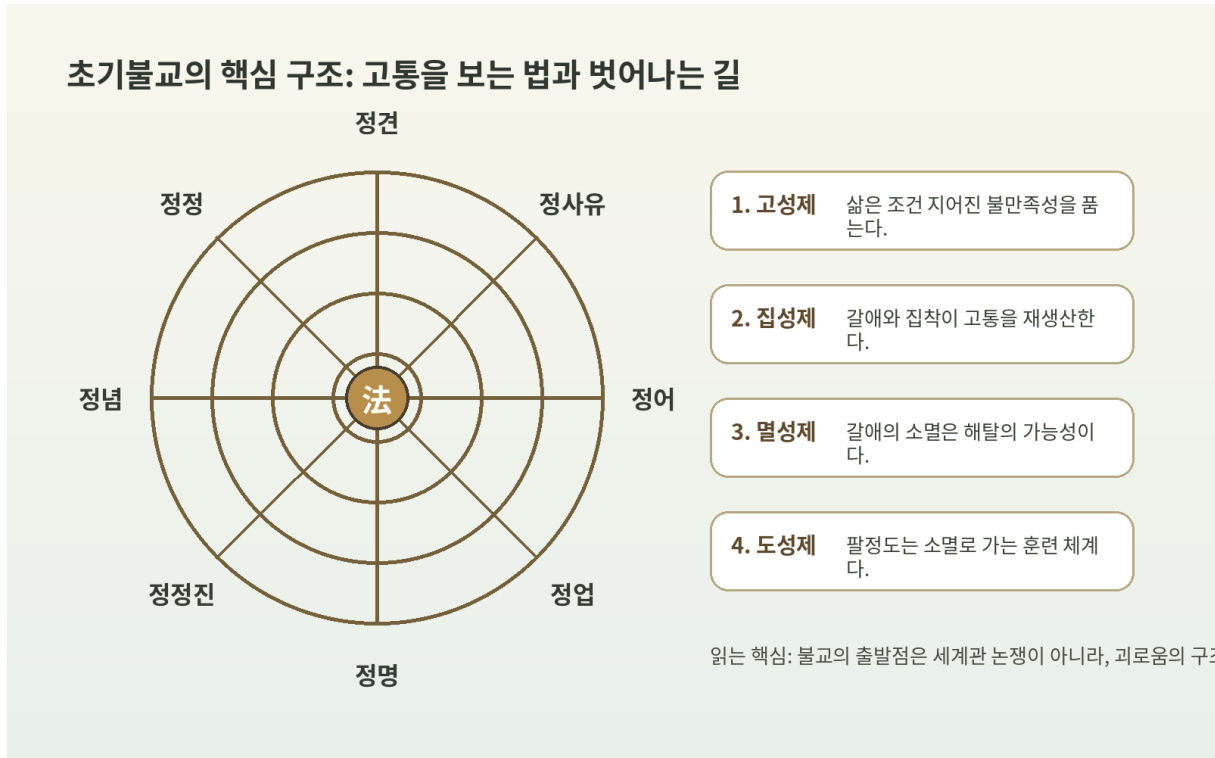 초기불교의 핵심 구조: 고통을 보는 법과 벗어나는 길
정견
정사유
정어
정업
정명
정정진
정념
정정
法
1. 고성제 삶은 조건 지어진 불만족성을 품
는다.
2. 집성제 갈애와 집착이 고통을 재생산한
다.
3. 멸성제 갈애의 소멸은 해탈의 가능성이
다.
4. 도성제 팔정도는 소멸로 가는 훈련 체계
다.
읽는 핵심: 불교의 출발점은 세계관 논쟁이 아니라, 괴로움의